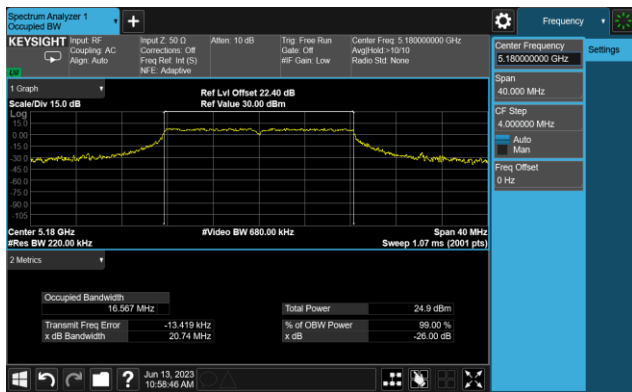 Spectrum Analyzer 1
Occupied BW
Frequency
KEYSIGHT
Input: RF
Coupling: AC
Align: Auto
Input Z: 50 Ω
Corrections: Off
Freq Ref: Int (S)
NFE: Adaptive
Atten: 10 dB
Trig: Free Run
Gate: Off
#IF Gain: Low
Center Freq: 5.180000000 GHz
Avg|Hold:>10/10
Radio Std: None
Center Frequency
5.180000000 GHz
Settings
Span
40.000 MHz
CF Step
4.000000 MHz
Auto
Man
Freq Offset
0 Hz
1 Graph
Scale/Div 15.0 dB
Ref Lvl Offset 22.40 dB
Ref Value 30.00 dBm
Log
15.0
0.00
-15.0
-30.0
-45.0
-60.0
-75.0
-90.0
-105
Center 5.18 GHz
#Res BW 220.00 kHz
#Video BW 680.00 kHz
Span 40 MHz
Sweep 1.07 ms (2001 pts)
2 Metrics
Occupied Bandwidth
16.567 MHz
Total Power 24.9 dBm
Transmit Freq Error -13.419 kHz
% of OBW Power 99.00 %
x dB Bandwidth 20.74 MHz
x dB -26.00 dB
?
Jun 13, 2023
10:58:46 AM